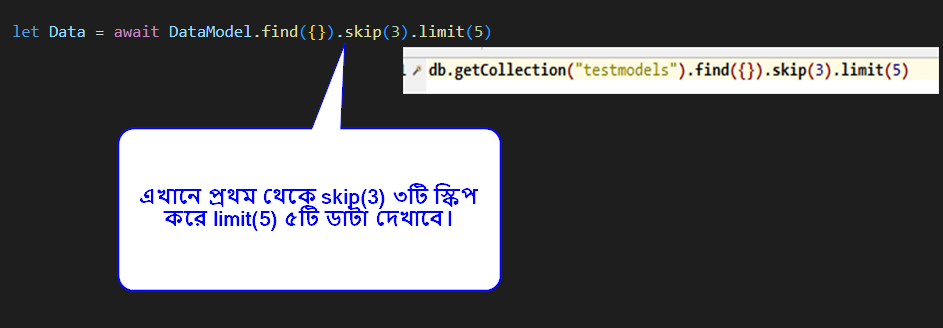 let Data = await DataModel.find({}).skip(3).limit(5)
db.getCollection("testmodels").find({}).skip(3).limit(5)
এখানে প্রথম থেকে skip(3) ৩টি স্কিপ
করে limit(5) ৫টি ডাটা দেখাবে।